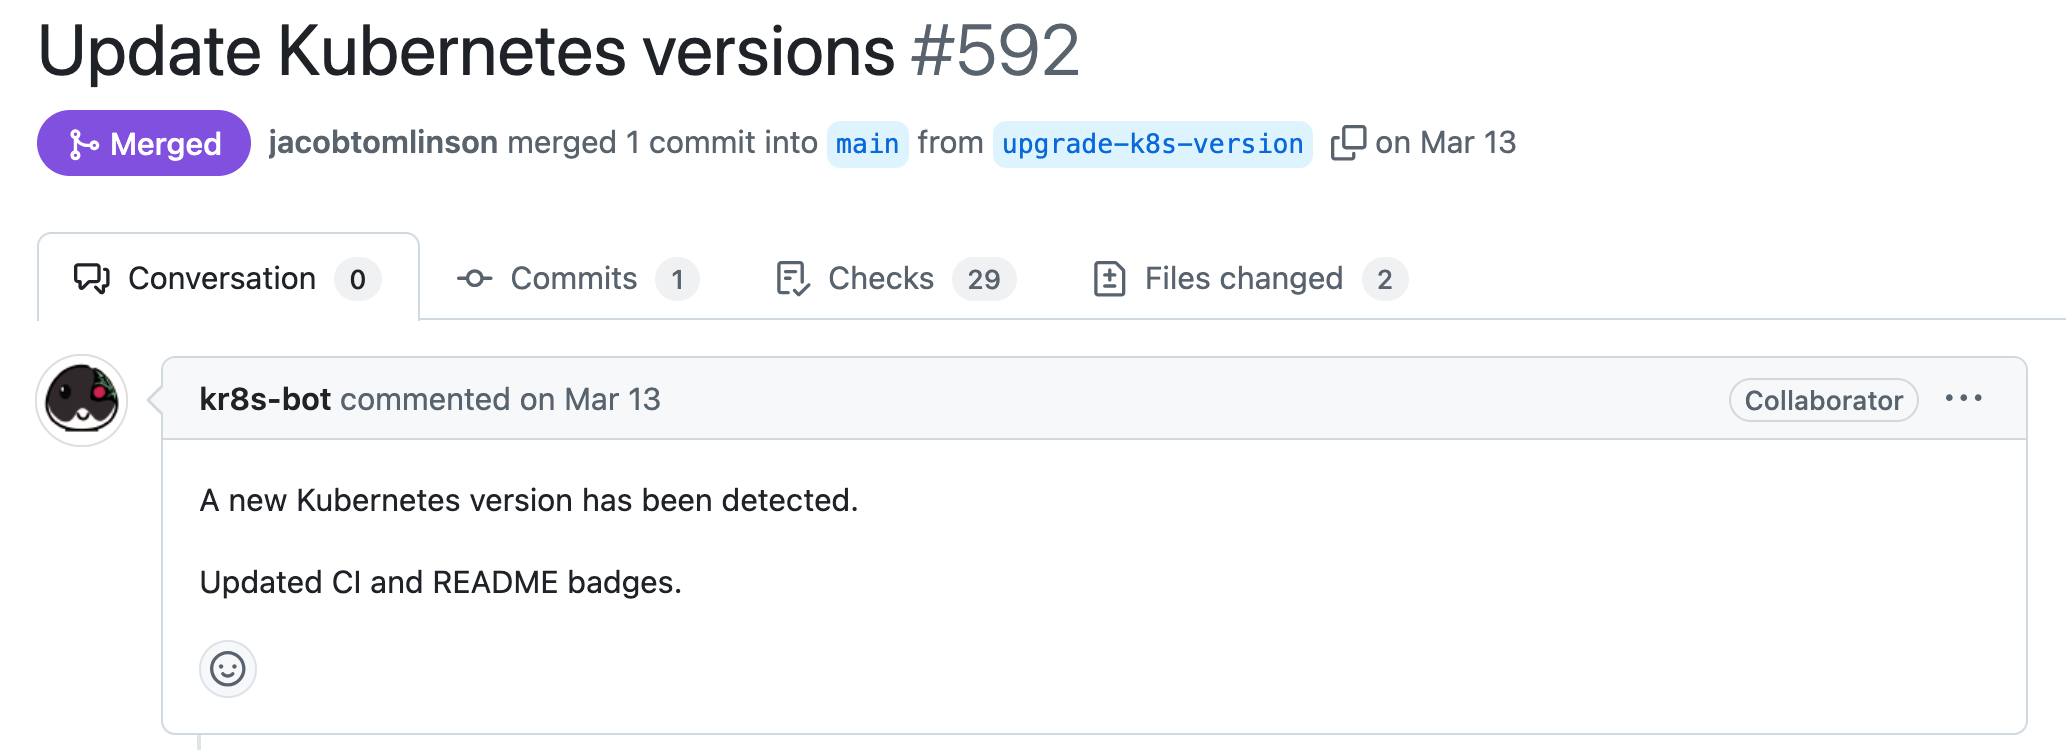 Update Kubernetes versions #592
Merged jacobtomlinson merged 1 commit into main from upgrade-k8s-version on Mar 13
Conversation 0 Commits 1 Checks 29 Files changed 2
kr8s-bot commented on Mar 13 Collaborator ...
A new Kubernetes version has been detected.
Updated CI and README badges.